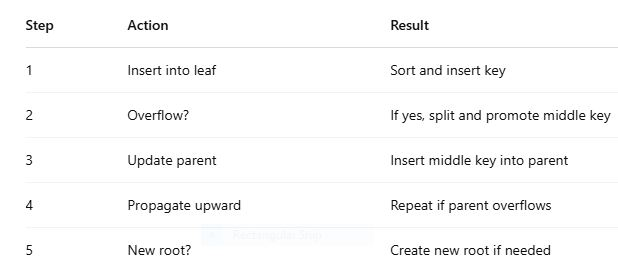 Step Action Result
1 Insert into leaf Sort and insert key
2 Overflow? If yes, split and promote middle key
3 Update parent Insert middle key into parent
4 Propagate upward Repeat if parent overflows
Rectangular Snip
5 New root? Create new root if needed